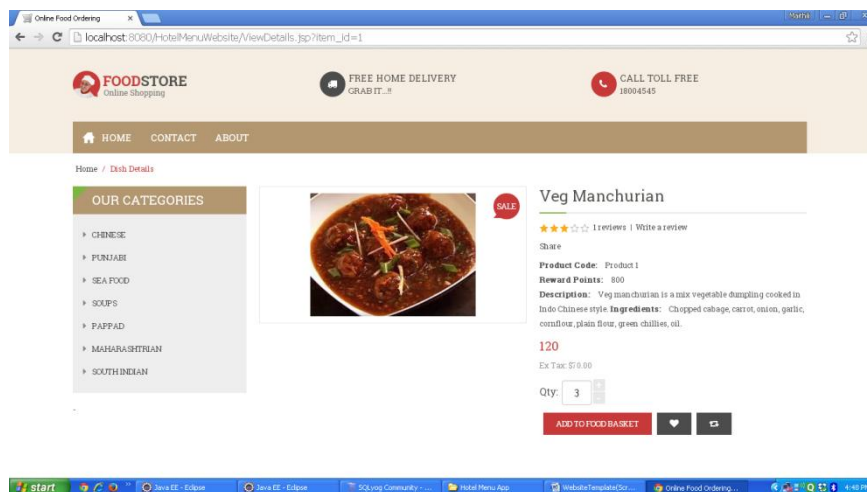 Online Food Ordering
localhost:8080/HotelMenuWebsite/ViewDetails.jsp?item_id=1
FOODSTORE
Online Shopping
FREE HOME DELIVERY
GRAB IT...!!
CALL TOLL FREE
18004545
HOME CONTACT ABOUT
Home / Dish Details
OUR CATEGORIES
CHINESE
PUNJABI
SEA FOOD
SOUPS
PAPPAD
MAHARASHTRIAN
SOUTH INDIAN
SALE
Veg Manchurian
1 reviews | Write a review
Share
Product Code: Product 1
Reward Points: 800
Description: Veg manchurian is a mix vegetable dumpling cooked in
Indo Chinese style. Ingredients: Chopped cabage, carrot, onion, garlic,
cornflour, plain flour, green chillies, oil.
120
Ex Tax:
Qty: 3
ADD TO FOOD BASKET
start
Java EE - Eclipse
Java EE - Eclipse
SQLyog Community - ...
Hotel Menu App
WebsiteTemplate(Scr...
Online Food Ordering...
4:48 PM